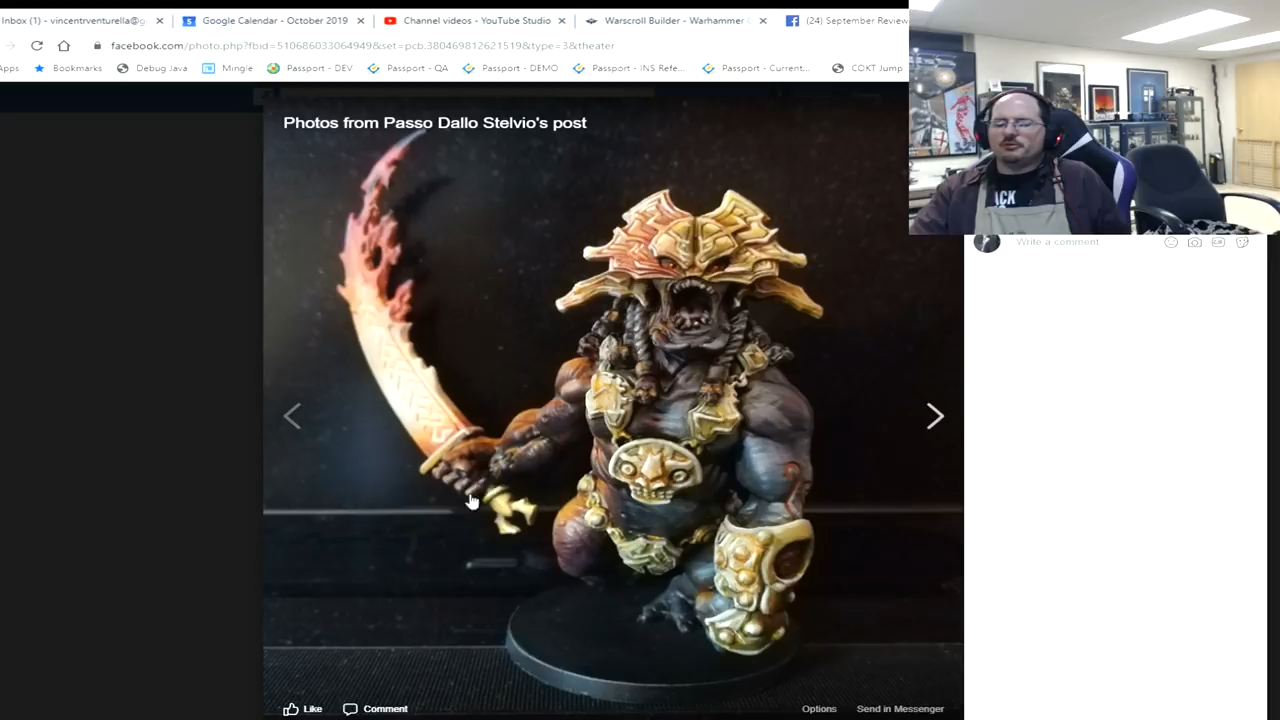 Inbox (1) - vincentrventurella@g
Google Calendar - October 2019
Channel videos - YouTube Studio
Warscroll Builder - Warhammer
(24) September Review
facebook.com/photo.php?fbid=510686033064949&set=pcb.380469812621519&type=3&theater
Apps
Bookmarks
Debug Java
Mingle
Passport - DEV
Passport - QA
Passport - DEMO
Passport - INS Refe...
Passport - Current...
COKT Jump
Photos from Passo Dallo Stelvio's post
ACK
Write a comment
Like
Comment
Options
Send in Messenger